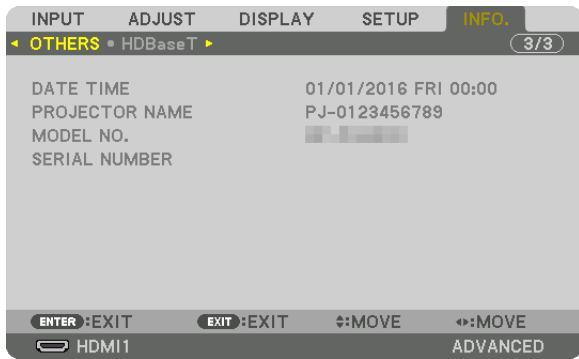 INPUT ADJUST DISPLAY SETUP INFO.
◄ OTHERS • HDBaseT ► 3/3
DATE TIME 01/01/2016 FRI 00:00
PROJECTOR NAME PJ-0123456789
MODEL NO.
SERIAL NUMBER
ENTER :EXIT EXIT :EXIT :MOVE :MOVE
HDMI1 ADVANCED